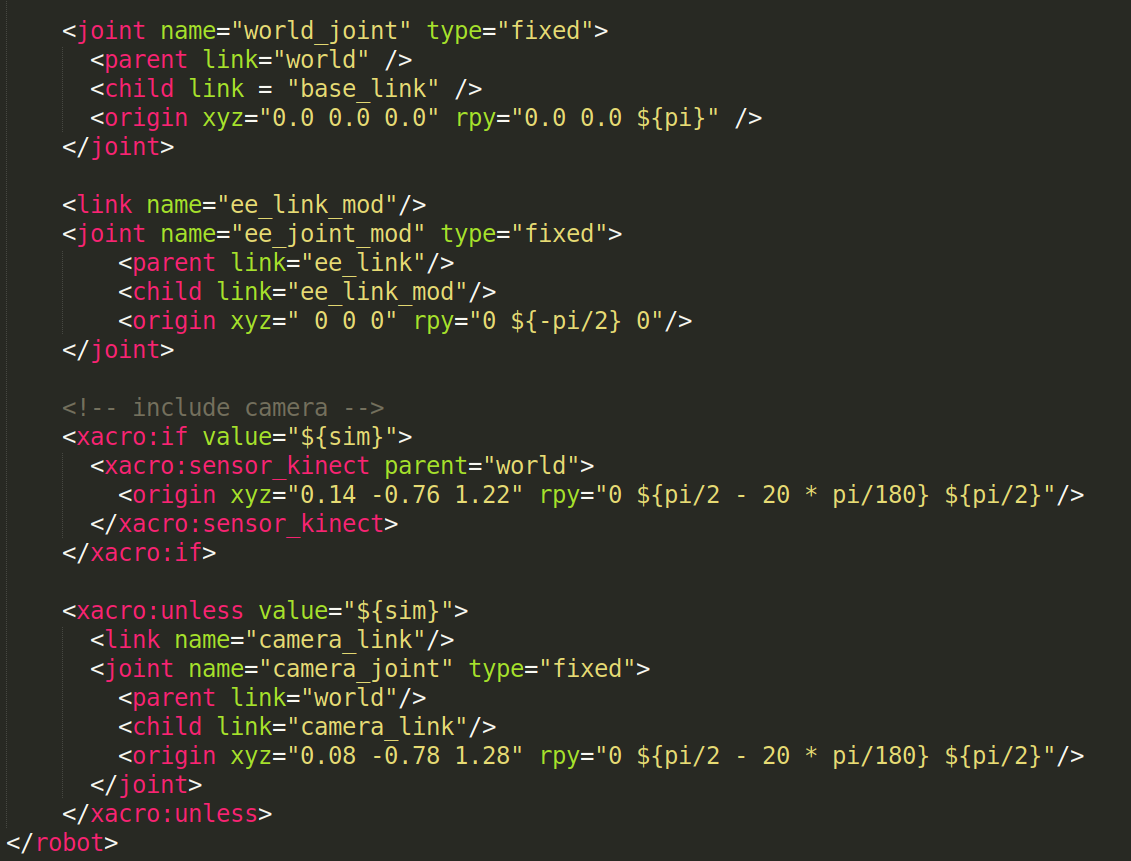 <joint name="world_joint" type="fixed">
<parent link="world" />
<child link = "base_link" />
<origin xyz="0.0 0.0 0.0" rpy="0.0 0.0 ${pi}" />
</joint>
<link name="ee_link_mod"/>
<joint name="ee_joint_mod" type="fixed">
<parent link="ee_link"/>
<child link="ee_link_mod"/>
<origin xyz=" 0 0 0" rpy="0 ${-pi/2} 0"/>
</joint>
<!-- include camera -->
<xacro:if value="${sim}">
<xacro:sensor_kinect parent="world">
<origin xyz="0.14 -0.76 1.22" rpy="0 ${pi/2 - 20 * pi/180} ${pi/2}"/>
</xacro:sensor_kinect>
</xacro:if>
<xacro:unless value="${sim}">
<link name="camera_link"/>
<joint name="camera_joint" type="fixed">
<parent link="world"/>
<child link="camera_link"/>
<origin xyz="0.08 -0.78 1.28" rpy="0 ${pi/2 - 20 * pi/180} ${pi/2}"/>
</joint>
</xacro:unless>
</robot>